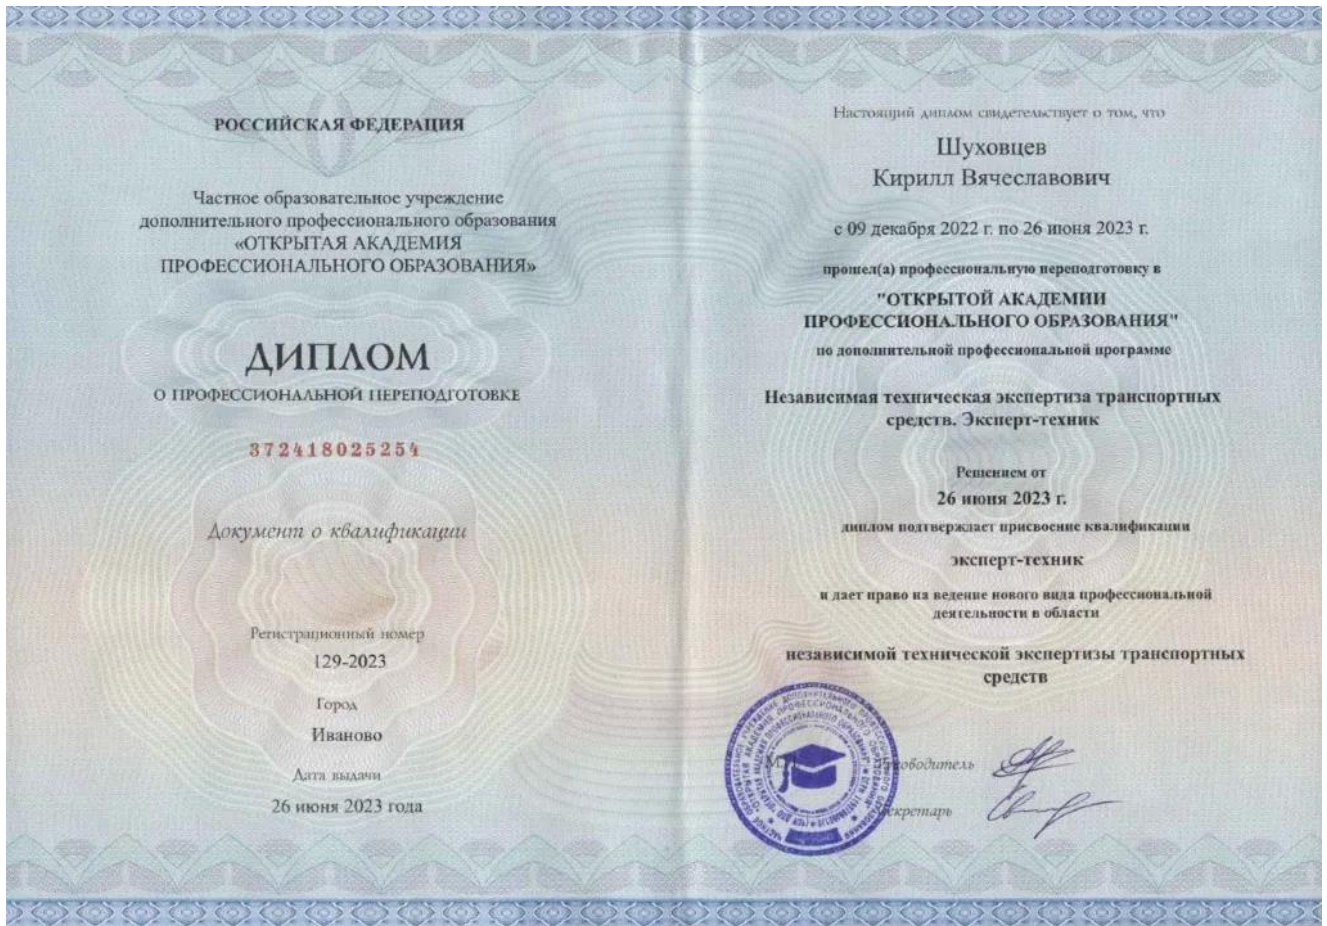 РОССИЙСКАЯ ФЕДЕРАЦИЯ
Частное образовательное учреждение
дополнительного профессионального образования
«ОТКРЫТАЯ АКАДЕМИЯ
ПРОФЕССИОНАЛЬНОГО ОБРАЗОВАНИЯ»
ДИПЛОМ
О ПРОФЕССИОНАЛЬНОЙ ПЕРЕПОДГОТОВКЕ
372418025254
Документ о квалификации
Регистрационный номер
129-2023
Город
Иваново
Дата выдачи
26 июня 2023 года
Настоящий диплом свидетельствует о том, что
Шуховцев
Кирилл Вячеславович
с 09 декабря 2022 г. по 26 июня 2023 г.
прошел(а) профессиональную переподготовку в
"ОТКРЫТОЙ АКАДЕМИИ
ПРОФЕССИОНАЛЬНОГО ОБРАЗОВАНИЯ"
по дополнительной профессиональной программе
Независимая техническая экспертиза транспортных
средств. Эксперт-техник
Решением от
26 июня 2023 г.
диплом подтверждает присвоение квалификации
эксперт-техник
и дает право на ведение нового вида профессиональной
деятельности в области
независимой технической экспертизы транспортных
средств
М.П.
Руководитель
Секретарь